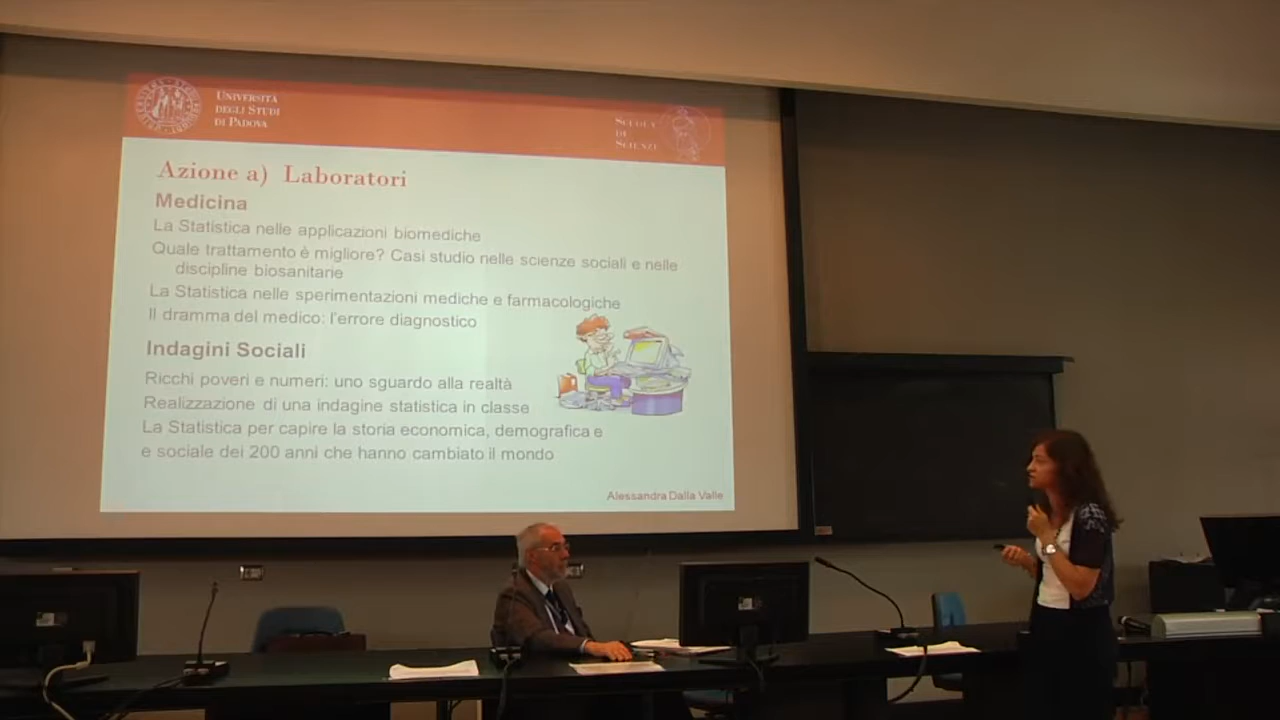 UNIVERSITÀ
DEGLI STUDI
DI PADOVA
SCUOLA
DI
SCIENZE
Azione a) Laboratori
Medicina
La Statistica nelle applicazioni biomediche
Quale trattamento è migliore? Casi studio nelle scienze sociali e nelle
discipline biosanitarie
La Statistica nelle sperimentazioni mediche e farmacologiche
Il dramma del medico: l'errore diagnostico
Indagini Sociali
Ricchi poveri e numeri: uno sguardo alla realtà
Realizzazione di una indagine statistica in classe
La Statistica per capire la storia economica, demografica e
e sociale dei 200 anni che hanno cambiato il mondo
Alessandra Dalla Valle